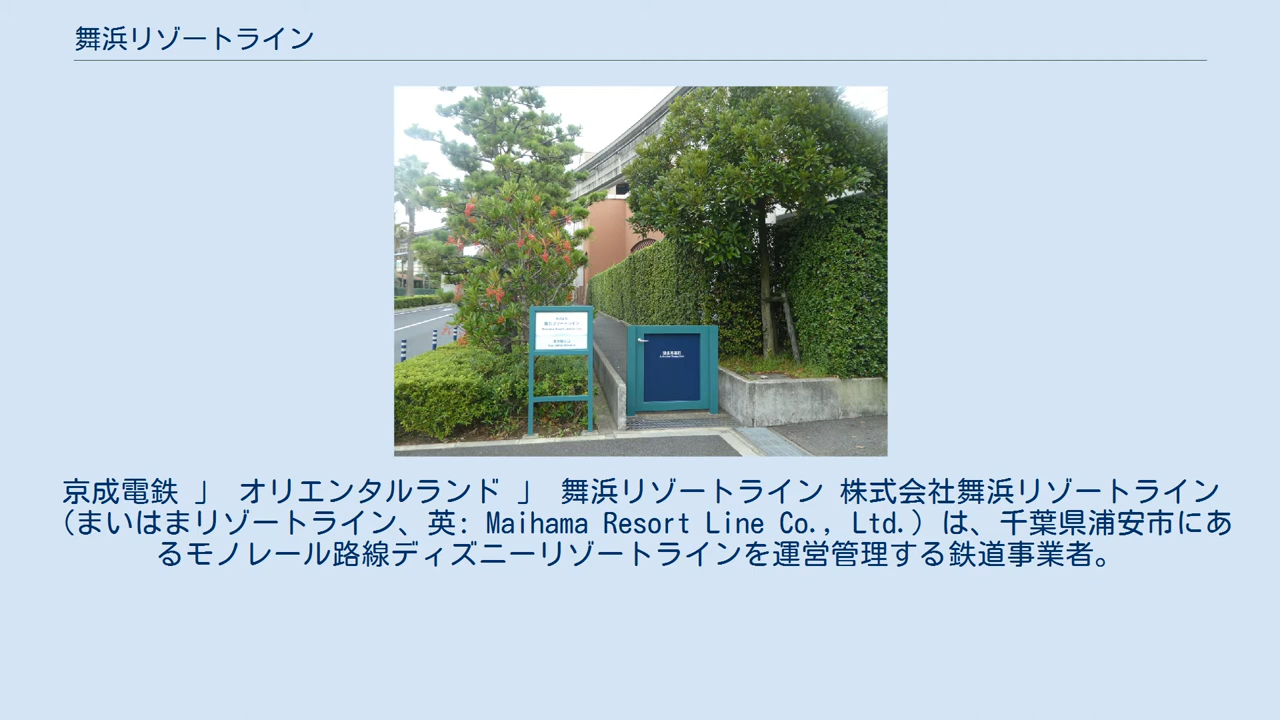 舞浜リゾートライン
京成電鉄 」 オリエンタルランド 」 舞浜リゾートライン 株式会社舞浜リゾートライン
(まいはまリゾートライン、英: Maihama Resort Line Co., Ltd.) は、千葉県浦安市にあ
るモノレール路線ディズニーリゾートラインを運営管理する鉄道事業者。